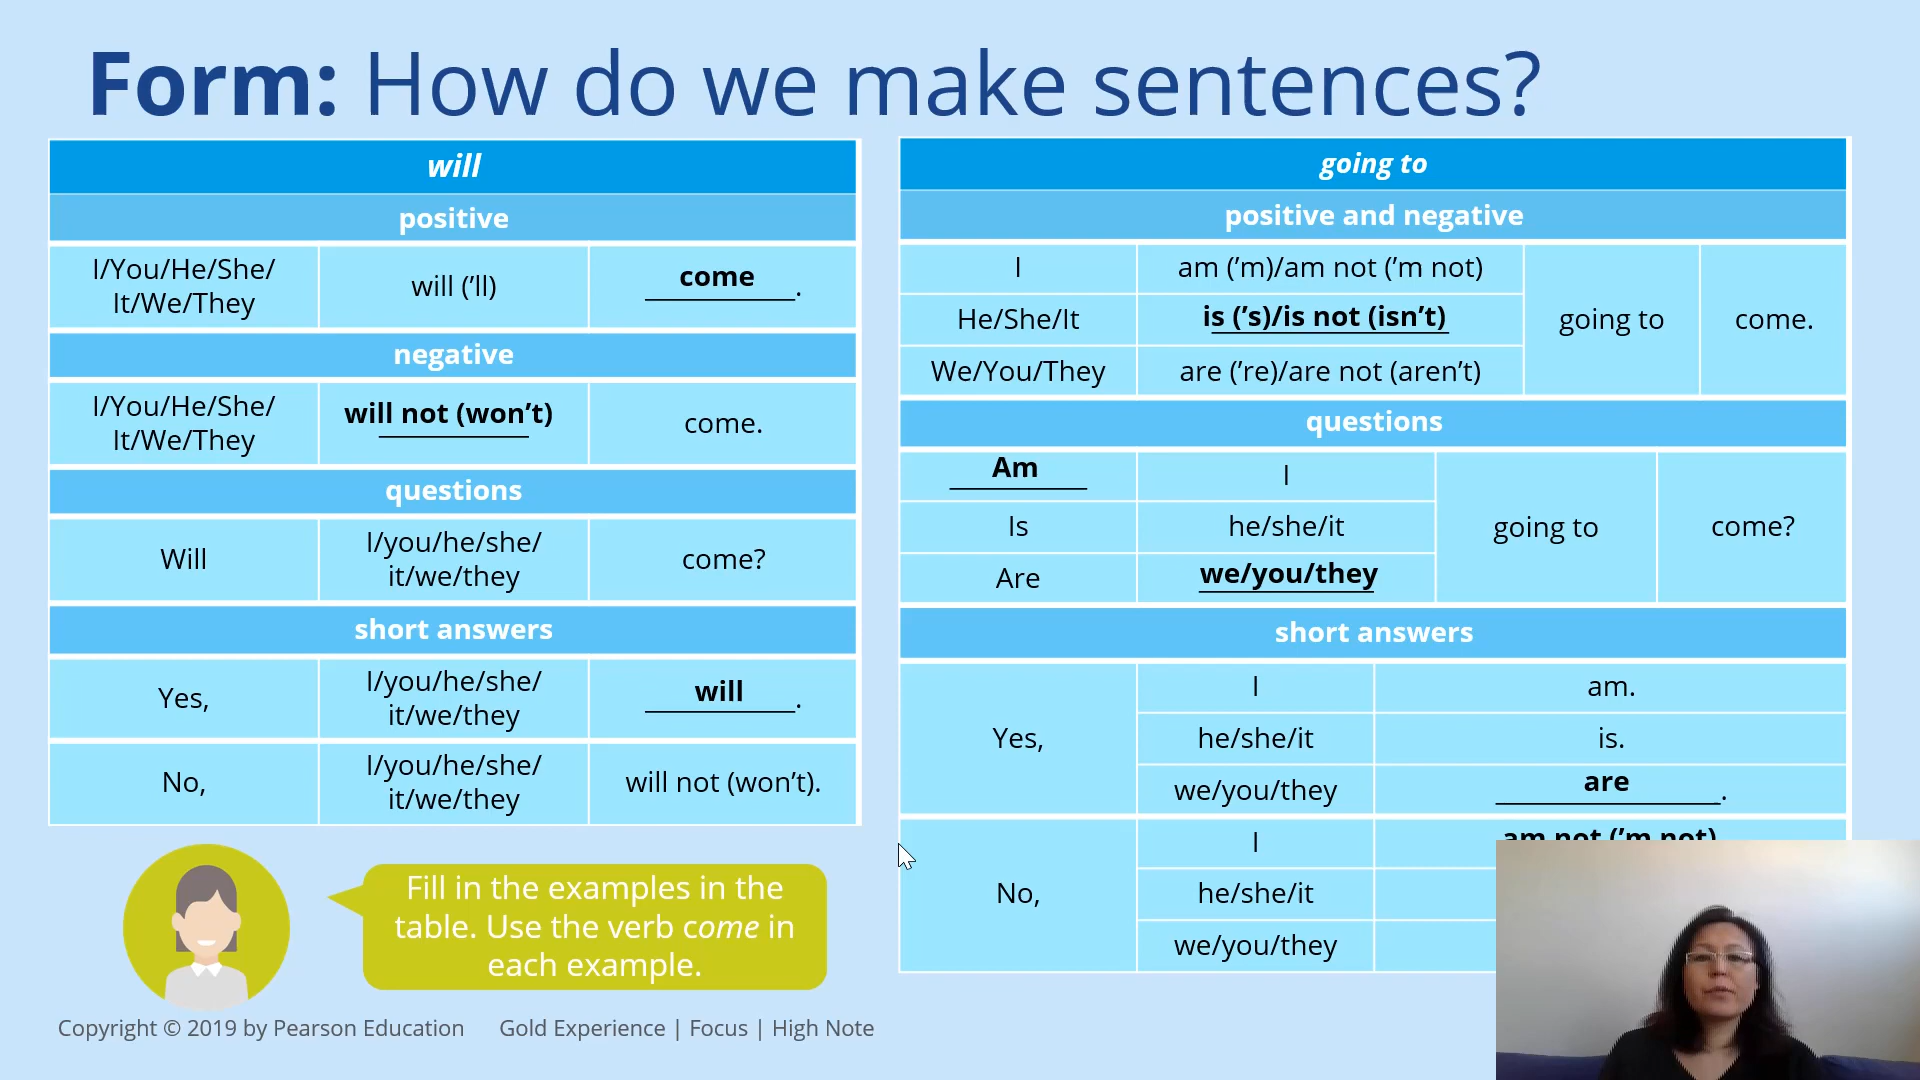 Form: How do we make sentences?
will
positive
I/You/He/She/
It/We/They
will (’ll)
come
.
negative
I/You/He/She/
It/We/They
will not (won’t)
come.
questions
Will
I/you/he/she/
it/we/they
come?
short answers
Yes,
I/you/he/she/
it/we/they
will
.
No,
I/you/he/she/
it/we/they
will not (won’t).
going to
positive and negative
I
am (’m)/am not (’m not)
He/She/It
is (’s)/is not (isn’t)
We/You/They
are (’re)/are not (aren’t)
going to
come.
questions
Am
I
Is
he/she/it
Are
we/you/they
going to
come?
short answers
Yes,
I
am.
he/she/it
is.
we/you/they
are
.
No,
I
am not (’m not)
he/she/it
we/you/they
Fill in the examples in the
table. Use the verb come in
each example.
Copyright © 2019 by Pearson Education
Gold Experience | Focus | High Note